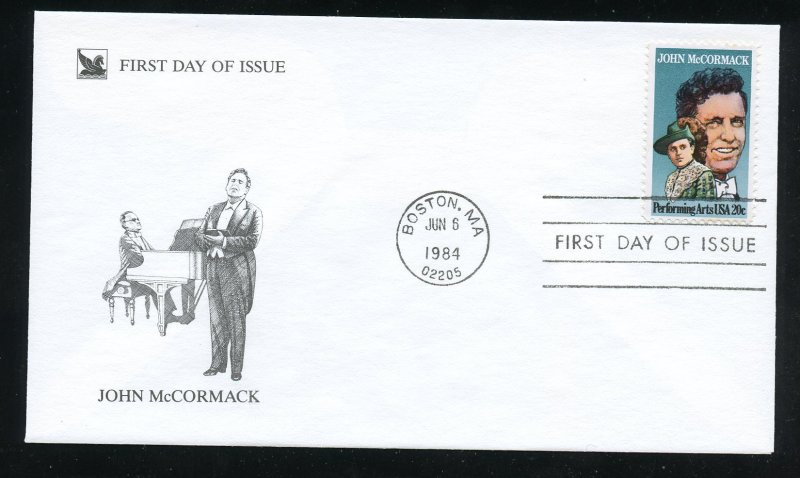 FIRST DAY OF ISSUE
JOHN McCORMACK
Performing Arts USA 20c
BOSTON, MA
JUN 6
1984
02205
FIRST DAY OF ISSUE
JOHN McCORMACK